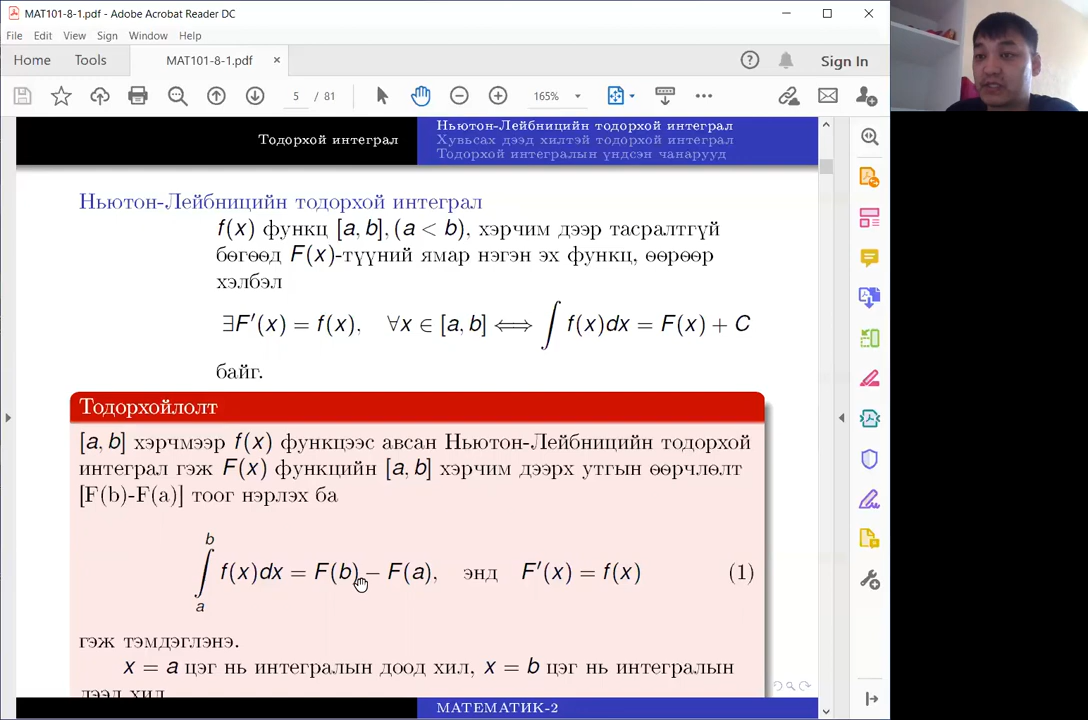 MAT101-8-1.pdf - Adobe Acrobat Reader DC
File Edit View Sign Window Help
Home Tools MAT101-8-1.pdf × Sign In
5 / 81 165%
Тодорхой интеграл
Ньютон-Лейбницийн тодорхой интеграл
Хувьсах дээд хилтэй тодорхой интеграл
Тодорхой интегралын үндсэн чанарууд
Ньютон-Лейбницийн тодорхой интеграл
f(x) функц [a, b], (a < b), хэрчим дээр тасралтгүй
бөгөөд F(x)-түүний ямар нэгэн эх функц, өөрөөр
хэлбэл
∃F′(x) = f(x), ∀x ∈ [a, b] ⟺ ∫ f(x)dx = F(x) + C
байг.
Тодорхойлолт
[a, b] хэрчмээр f(x) функцээс авсан Ньютон-Лейбницийн тодорхой
интеграл гэж F(x) функцийн [a, b] хэрчим дээрх утгын өөрчлөлт
[F(b)-F(a)] тоог нэрлэх ба
b
∫ f(x)dx = F(b) − F(a), энд F′(x) = f(x) (1)
a
гэж тэмдэглэнэ.
x = a цэг нь интегралын доод хил, x = b цэг нь интегралын
дээд хил
МАТЕМАТИК-2